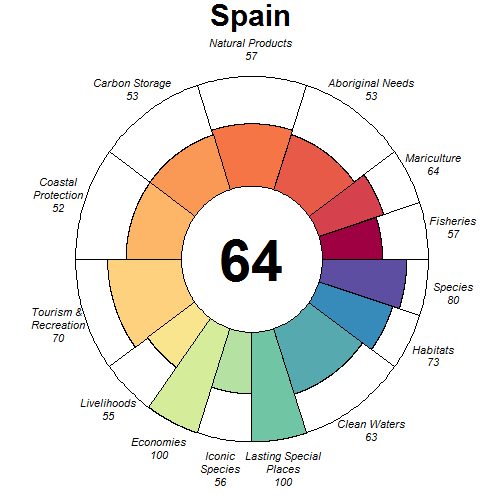 Spain
Natural Products
57
Carbon Storage
53
Aboriginal Needs
53
Mariculture
64
Coastal
Protection
52
Fisheries
57
64
Species
80
Tourism &
Recreation
70
Habitats
73
Livelihoods
55
Clean Waters
63
Economies
100
Iconic
Species
56
Lasting Special
Places
100